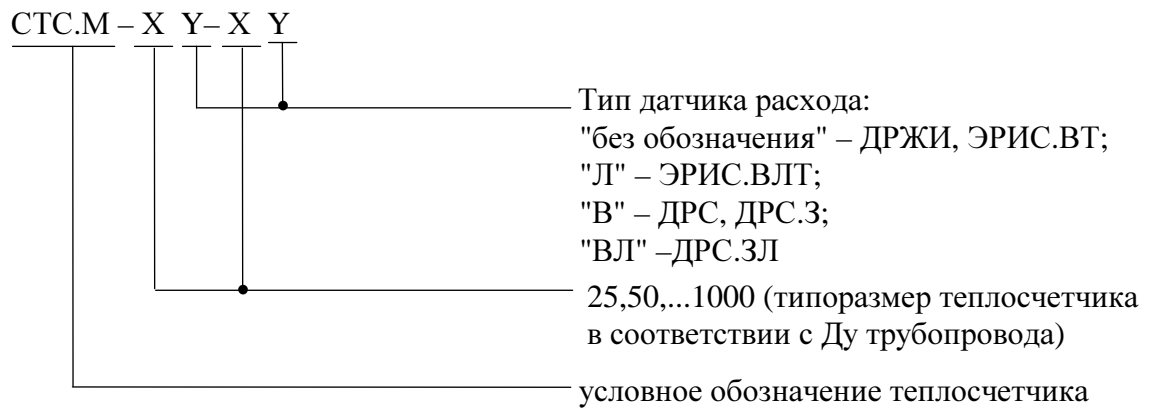 СТС.М – X Y– X Y
Тип датчика расхода:
"без обозначения" – ДРЖИ, ЭРИС.ВТ;
"Л" – ЭРИС.ВЛТ;
"В" – ДРС, ДРС.З;
"ВЛ" –ДРС.ЗЛ
25,50,...1000 (типоразмер теплосчетчика
в соответствии с Ду трубопровода)
условное обозначение теплосчетчика